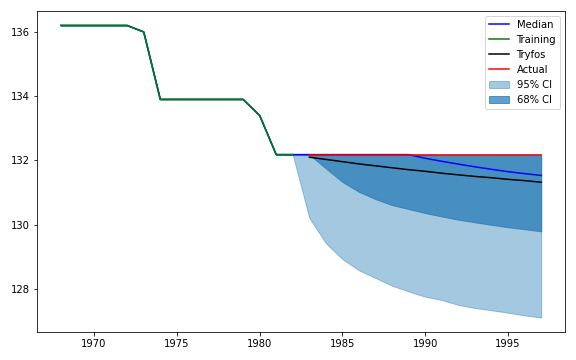 136
134
132
130
128
1970
1975
1980
1985
1990
1995
Median
Training
Tryfos
Actual
95% CI
68% CI